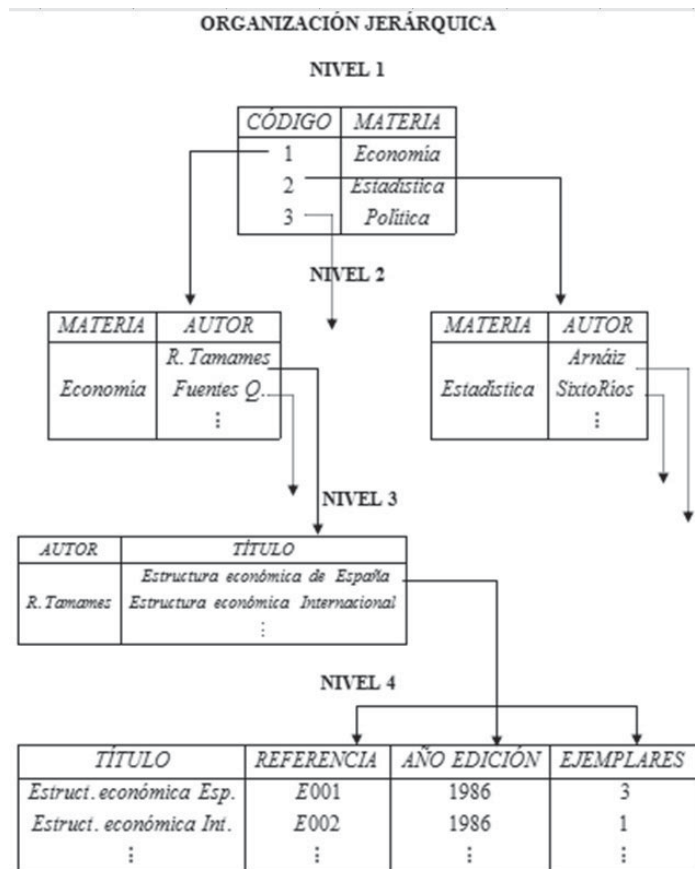 ORGANIZACIÓN JERÁRQUICA
NIVEL 1
CÓDIGO MATERIA
1 Economía
2 Estadística
3 Política
NIVEL 2
MATERIA AUTOR
R. Tamames
Economía Fuentes Q...
⋮
MATERIA AUTOR
Arnáiz
Estadística SixtoRíos
⋮
NIVEL 3
AUTOR TÍTULO
Estructura económica de España
R. Tamames Estructura económica Internacional
⋮
NIVEL 4
TÍTULO REFERENCIA AÑO EDICIÓN EJEMPLARES
Estruct. económica Esp. E001 1986 3
Estruct. económica Int. E002 1986 1
⋮ ⋮ ⋮ ⋮